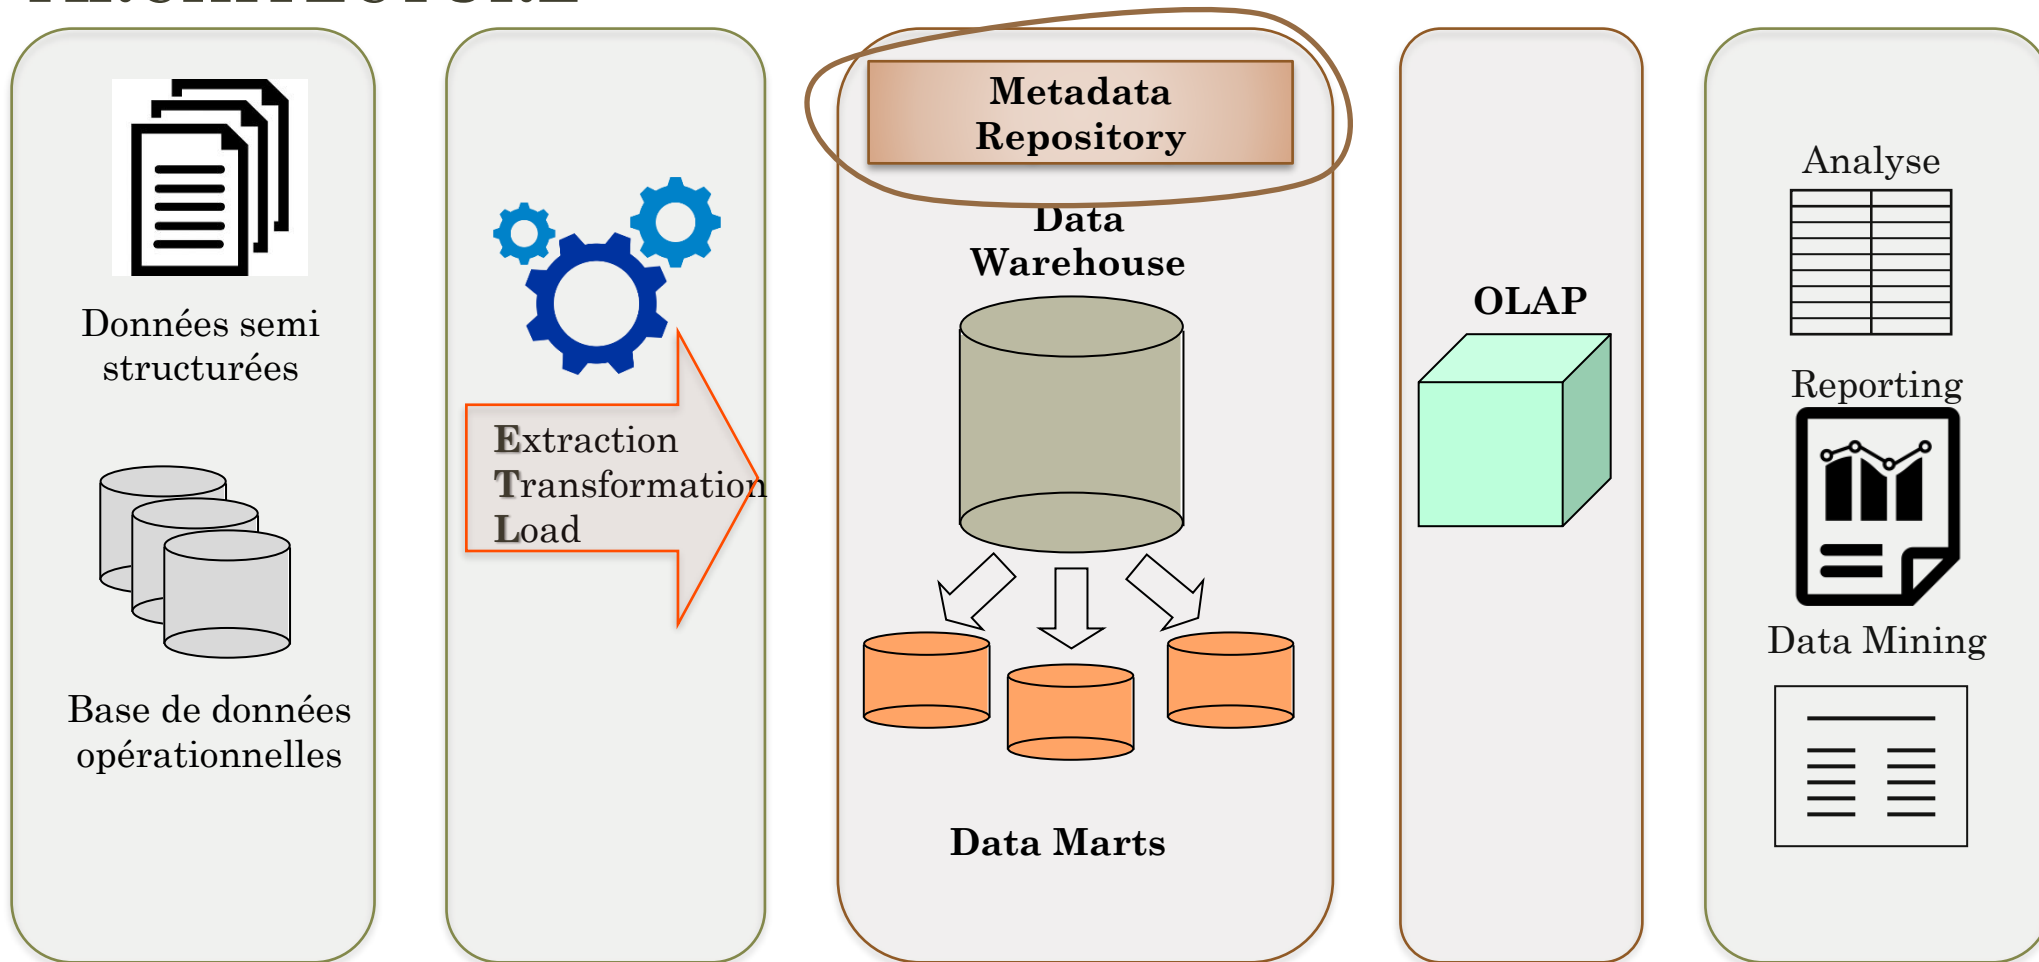 ARCHITECTURE
Données semi
structurées
Base de données
opérationnelles
Extraction
Transformation
Load
Metadata
Repository
Data
Warehouse
Data Marts
OLAP
Analyse
Reporting
Data Mining